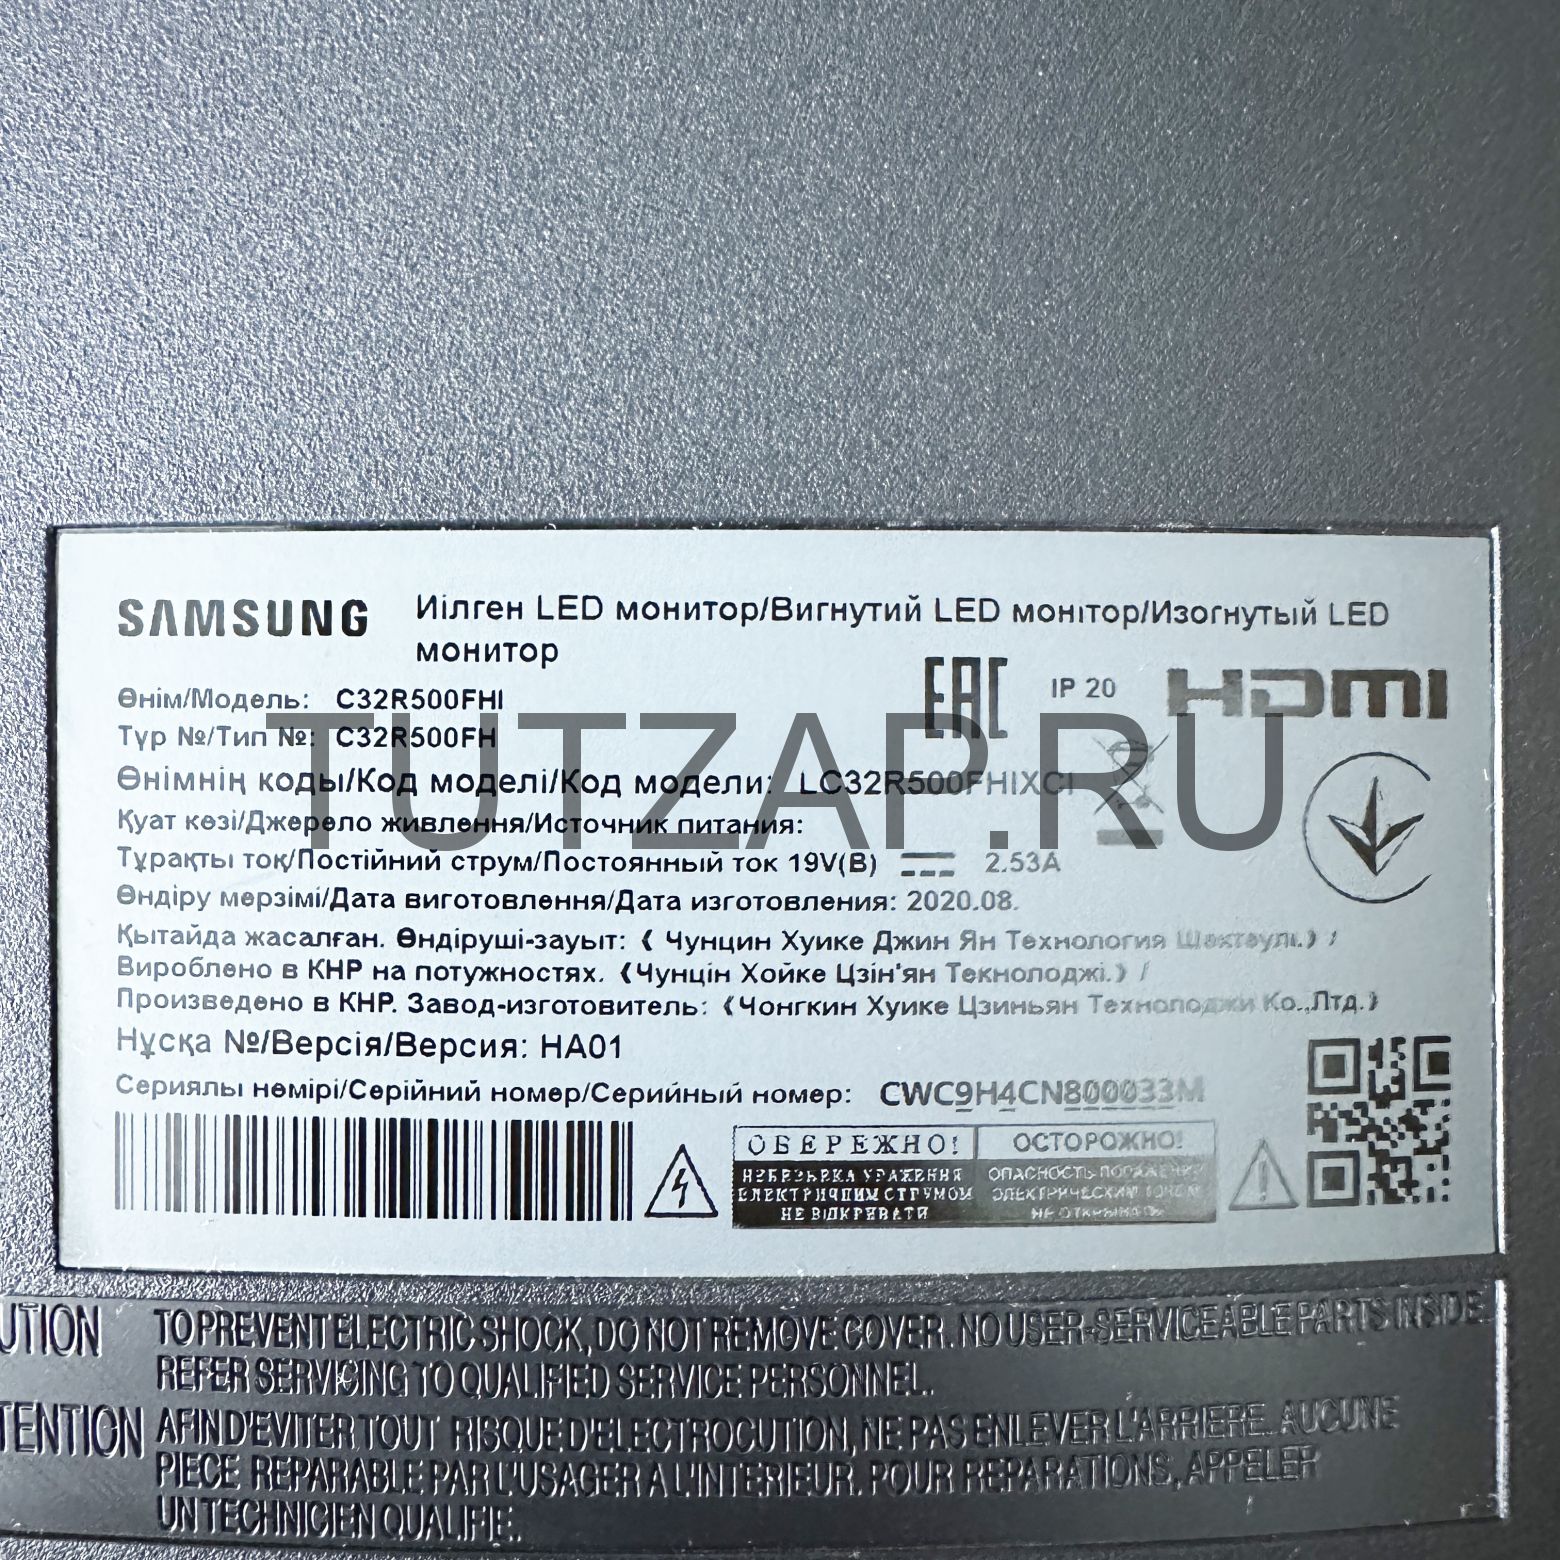 SAMSUNG Иілген LED монитор/Вигнутий LED монітор/Изогнутый LED
монитор
Өнім/Модель: C32R500FHI
EAC IP 20 HDMI
Түр №/Тип №: C32R500FH
TUTZAP.RU
Өнімнің коды/Код моделі/Код модели: LC32R500FHIXCI
Қуат көзі/Джерело живлення/Источник питания:
Тұрақты тоқ/Постійний струм/Постоянный ток 19V(B) 2.53A
Өндіру мерзімі/Дата виготовлення/Дата изготовления: 2020.08.
Қытайда жасалған. Өндіруші-зауыт: 《 Чунцин Хуике Джин Ян Технология Шектеулі.》 /
Вироблено в КНР на потужностях. 《Чунцін Хойке Цзін'ян Текнолоджі.》 /
Произведено в КНР. Завод-изготовитель: 《Чонгкин Хуике Цзиньян Технолоджи Ко.,Лтд.》
Нұсқа №/Версія/Версия: HA01
Сериялы нөмірі/Серійний номер/Серийный номер: CWC9H4CN800033M
ОБЕРЕЖНО! ОСТОРОЖНО!
НЕБЕЗПЕКА УРАЖЕННЯ ОПАСНОСТЬ ПОРАЖЕНИЯ
ЕЛЕКТРИЧНИМ СТРУМОМ ЭЛЕКТРИЧЕСКИМ ТОКОМ
НЕ ВІДКРИВАТИ НЕ ОТКРЫВАТЬ
UTION TO PREVENT ELECTRIC SHOCK, DO NOT REMOVE COVER. NO USER-SERVICEABLE PARTS INSIDE.
REFER SERVICING TO QUALIFIED SERVICE PERSONNEL.
TENTION AFIN D'EVITER TOUT RISQUE D'ELECTROCUTION, NE PAS ENLEVER L'ARRIERE. AUCUNE
PIECE REPARABLE PAR L'USAGER A L'INTERIEUR. POUR REPARATIONS, APPELER
UN TECHNICIEN QUALIFIE.